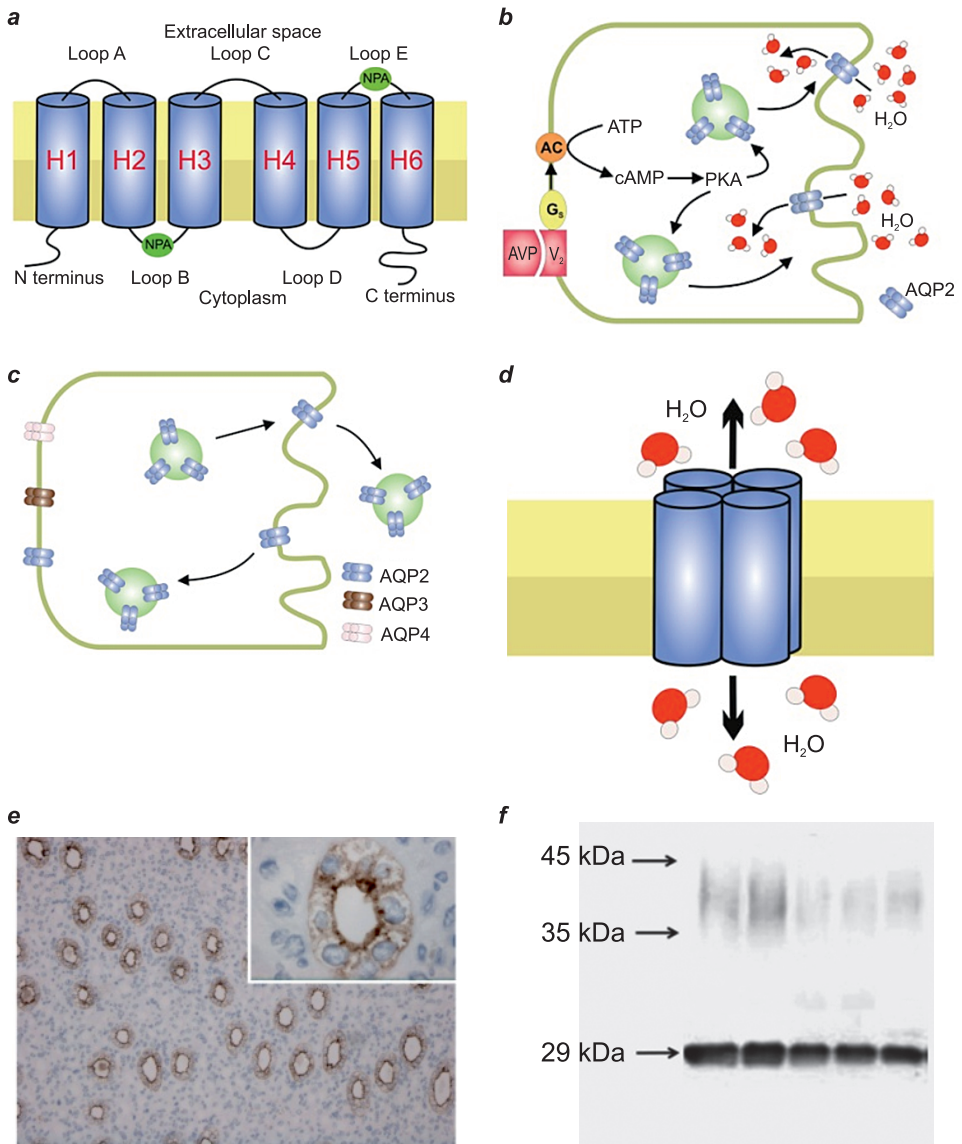 a
Extracellular space
Loop A
Loop C
Loop E
NPA
H1
H2
H3
H4
H5
H6
NPA
N terminus
Loop B
Loop D
C terminus
Cytoplasm
b
ATP
AC
cAMP
PKA
Gs
AVP
V2
H2O
H2O
AQP2
c
AQP2
AQP3
AQP4
d
H2O
H2O
e
f
45 kDa
35 kDa
29 kDa